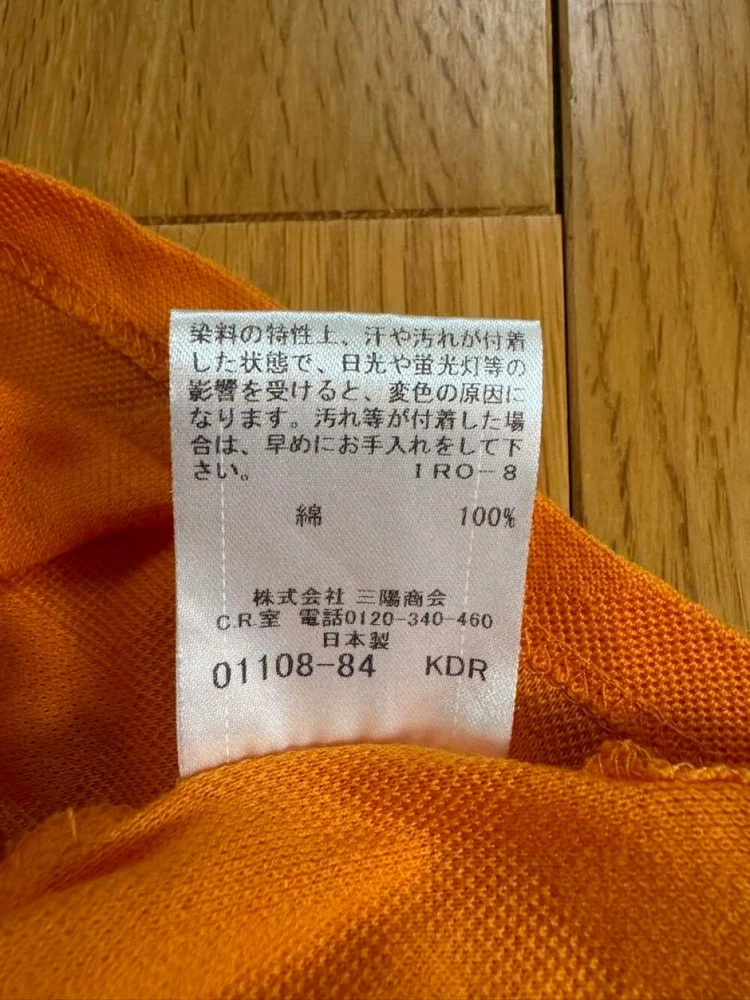 染料の特性上、汗や汚れが付着
した状態で、日光や蛍光灯等の
影響を受けると、変色の原因に
なります。汚れ等が付着した場
合は、早めにお手入れをして下
さい。 IRO-8
綿 100%
株式会社 三陽商会
C.R.室 電話0120-340-460
日本製
01108-84 KDR